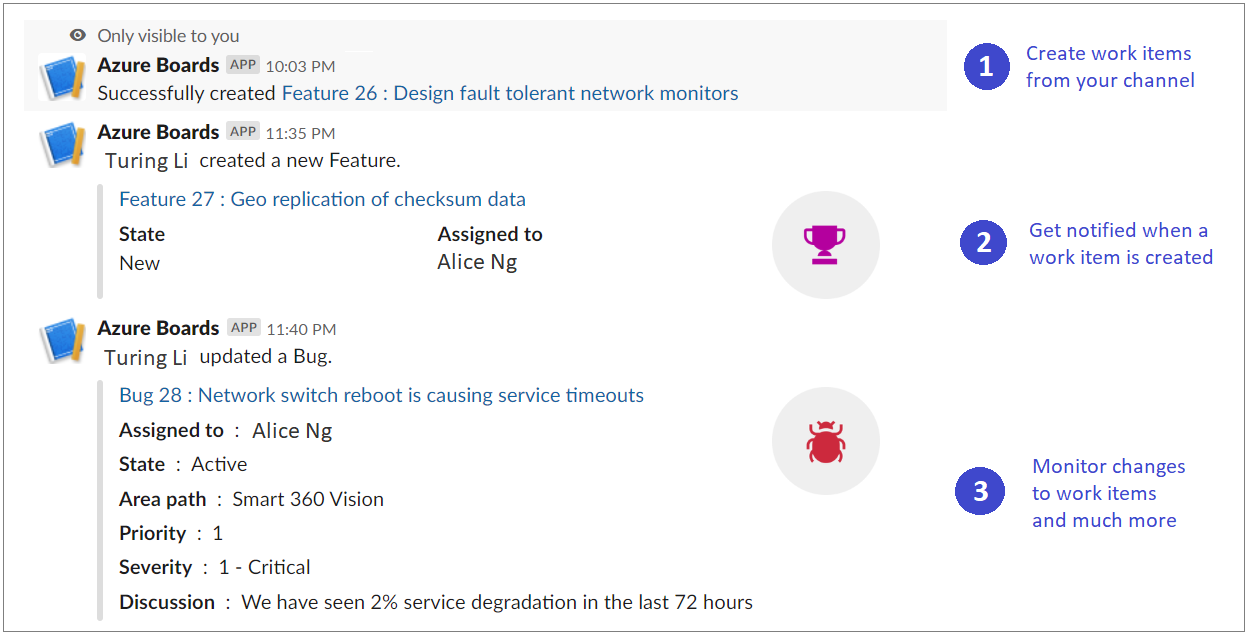 Only visible to you
Azure Boards APP 10:03 PM
Successfully created Feature 26 : Design fault tolerant network monitors
1
Create work items
from your channel
Azure Boards APP 11:35 PM
Turing Li created a new Feature.
Feature 27 : Geo replication of checksum data
State Assigned to
New Alice Ng
2
Get notified when a
work item is created
Azure Boards APP 11:40 PM
Turing Li updated a Bug.
Bug 28 : Network switch reboot is causing service timeouts
Assigned to : Alice Ng
State : Active
Area path : Smart 360 Vision
Priority : 1
Severity : 1 - Critical
Discussion : We have seen 2% service degradation in the last 72 hours
3
Monitor changes
to work items
and much more